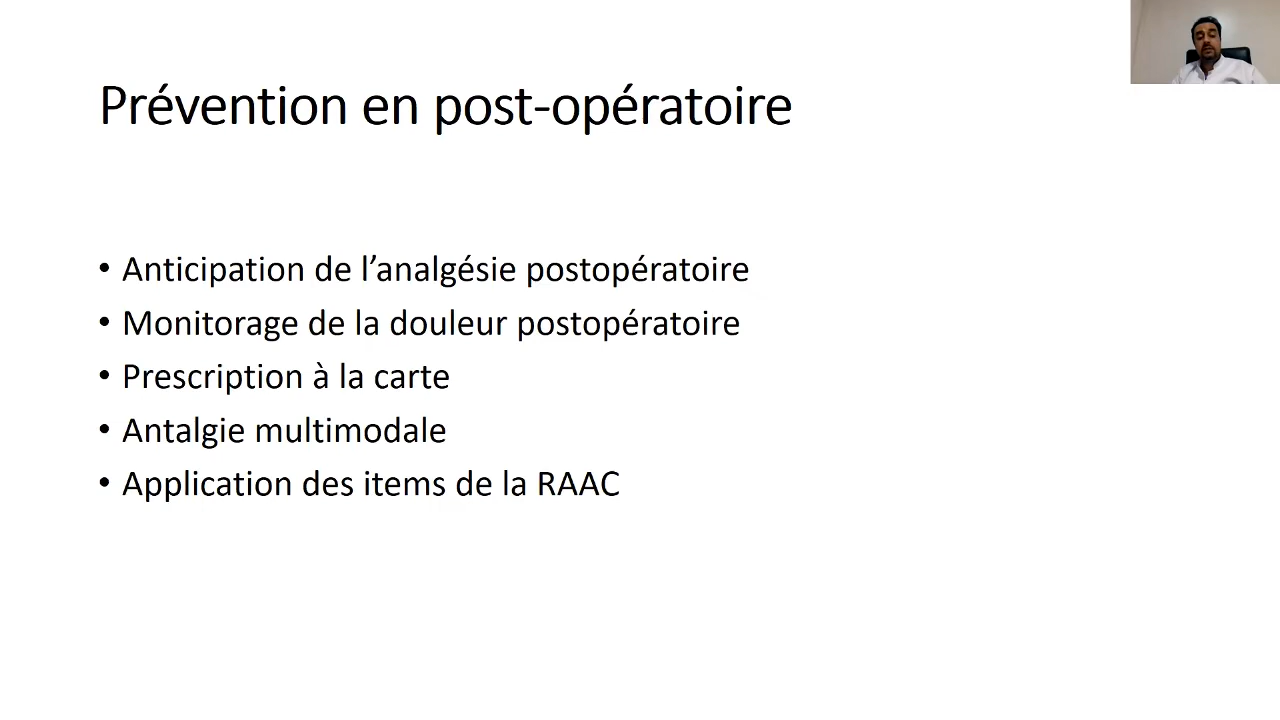 Prévention en post-opératoire
• Anticipation de l’analgésie postopératoire
• Monitorage de la douleur postopératoire
• Prescription à la carte
• Antalgie multimodale
• Application des items de la RAAC